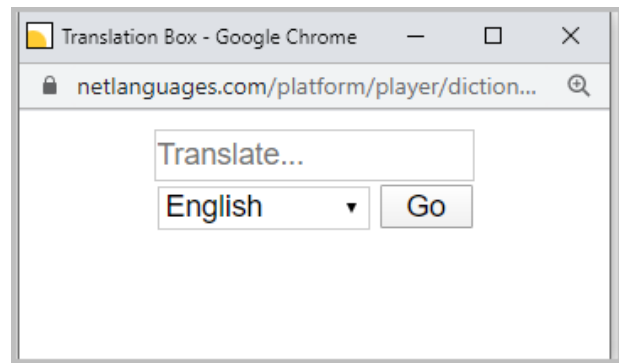 Translation Box - Google Chrome
netlanguages.com/platform/player/diction...
Translate...
English Go